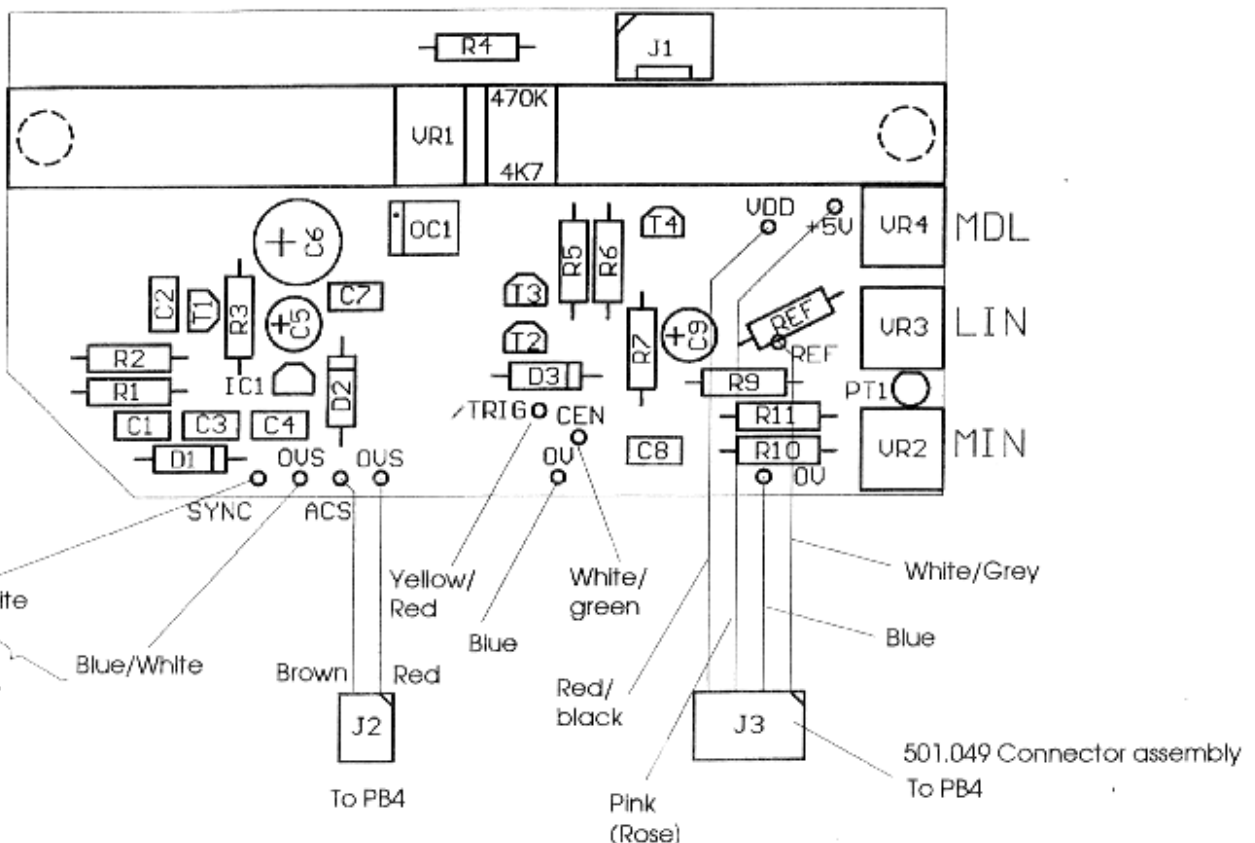 R4
J1
470K
VR1
4K7
VDD
+5V
VR4 MDL
C6
OC1
T4
R5
R6
C2
T1
R3
C5
C7
T3
T2
R7
C9
REF
REF
VR3 LIN
R2
R1
IC1
D2
D3
R9
PT1
C1 C3 C4
TRIG
CEN
R11
R10
C8
VR2 MIN
D1
0VS
0VS
0V
0V
SYNC
ACS
Yellow/
Red
White/
green
White/Grey
Blue
Blue
Blue/White
Brown
Red
Red/
black
J2
J3
501.049 Connector assembly
To PB4
To PB4
Pink
(Rose)